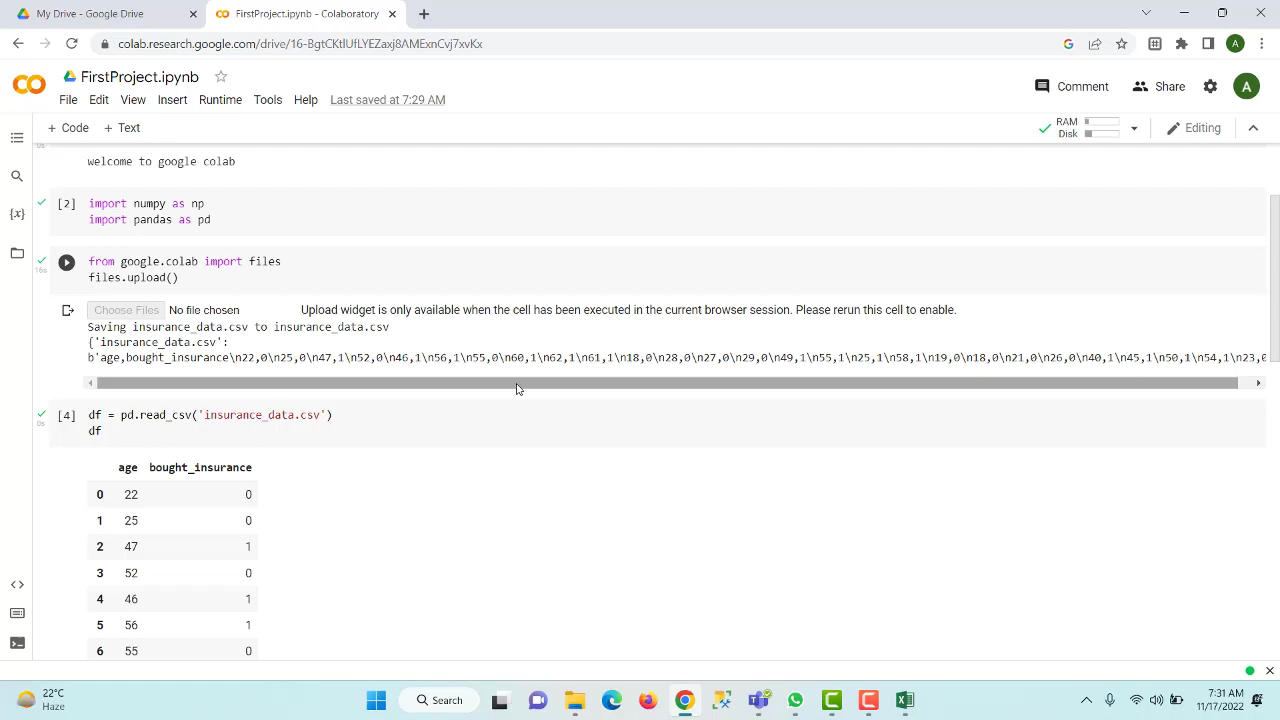 My Drive - Google Drive
FirstProject.ipynb - Colaboratory
colab.research.google.com/drive/16-BgtCKtIUfLYEZaxj8AMExnCvj7xvKs
FirstProject.ipynb
Comment
Share
A
File Edit View Insert Runtime Tools Help Last saved at 7:29 AM
+ Code + Text
RAM
Disk
Editing
0s
welcome to google colab
[2]
import numpy as np
import pandas as pd
16s
from google.colab import files
files.upload()
Choose Files No file chosen Upload widget is only available when the cell has been executed in the current browser session. Please rerun this cell to enable.
Saving insurance_data.csv to insurance_data.csv
{'insurance_data.csv':
b'age,bought_insurance\n22,0\n25,0\n47,1\n52,0\n46,1\n56,1\n55,0\n60,1\n62,1\n61,1\n18,0\n28,0\n27,0\n29,0\n49,1\n55,1\n25,1\n58,1\n19,0\n18,0\n21,0\n26,0\n40,1\n45,1\n50,1\n54,1\n23,0
[4]
0s
df = pd.read_csv('insurance_data.csv')
df
age bought_insurance
0 22 0
1 25 0
2 47 1
3 52 0
4 46 1
5 56 1
6 55 0
22°C
Haze
Search
7:31 AM
11/17/2022